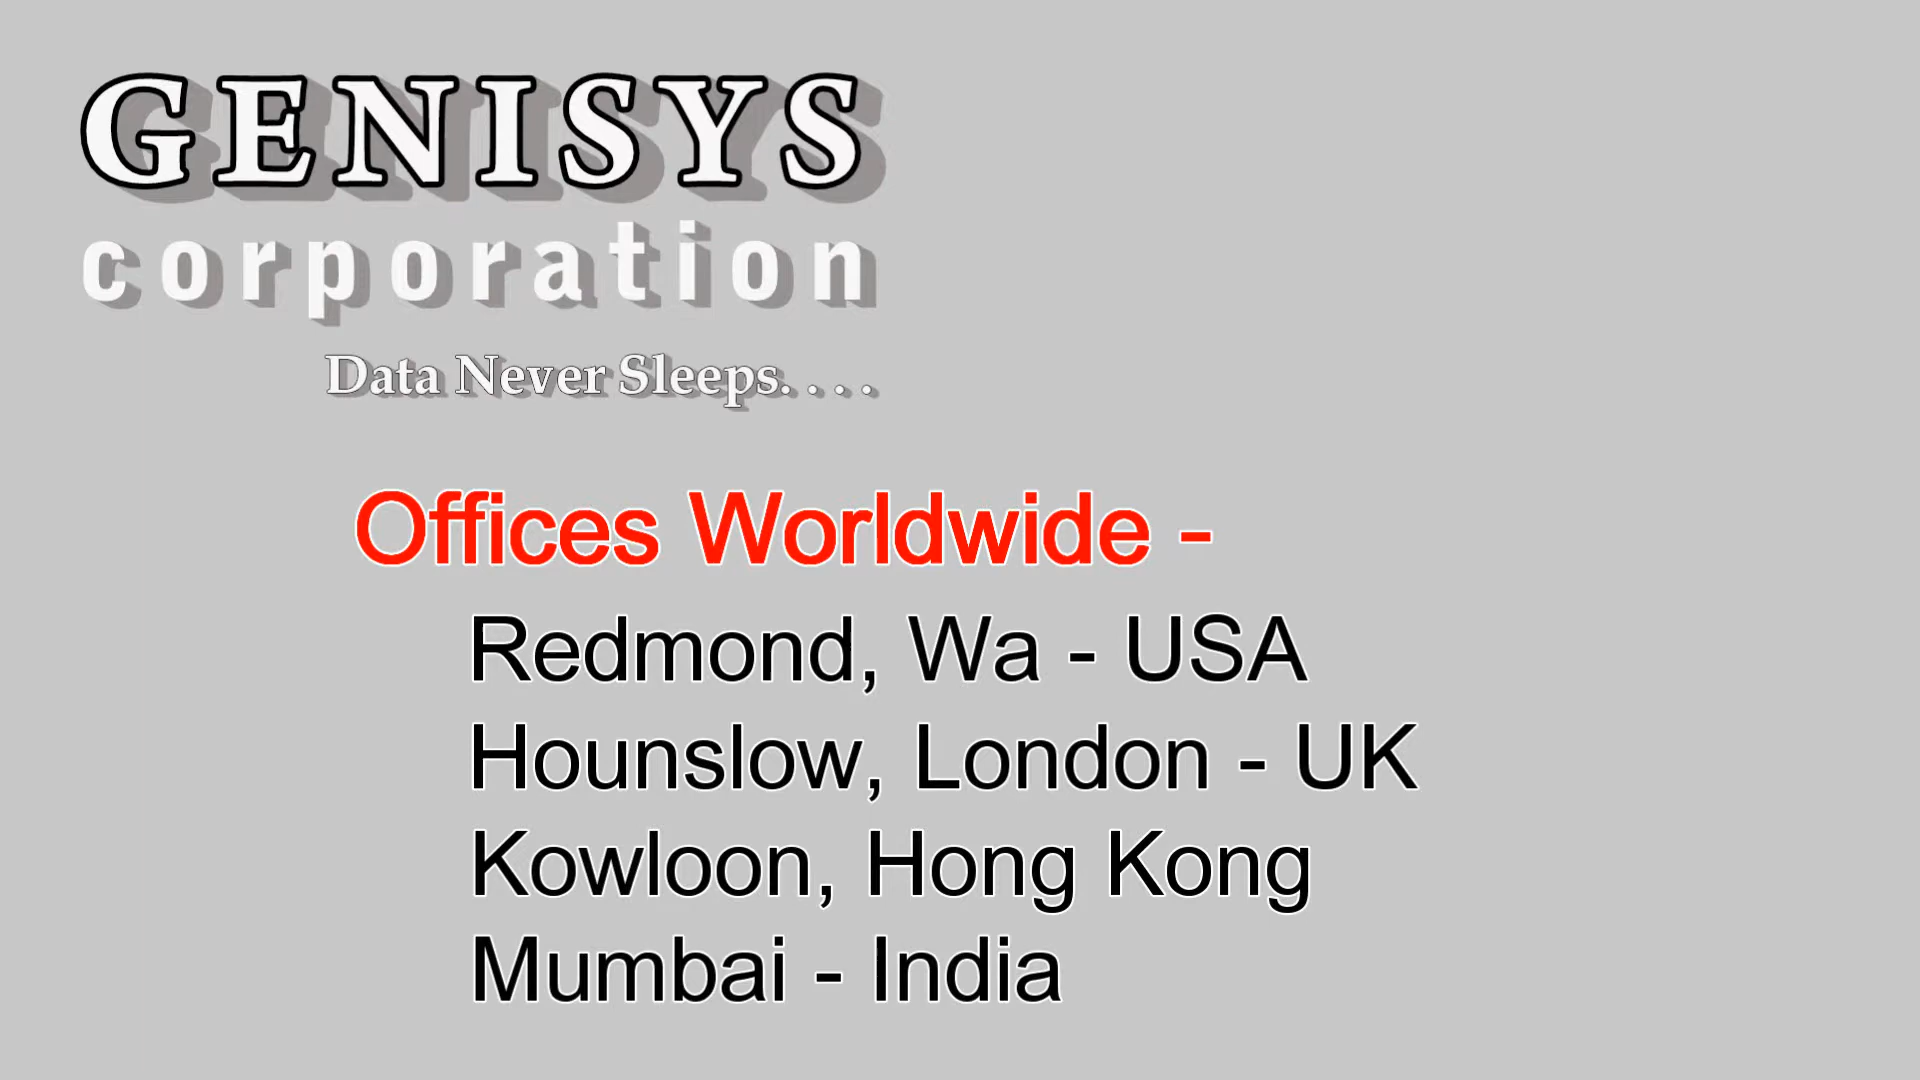 GENISYS
corporation
Data Never Sleeps. . . .
Offices Worldwide -
Redmond, Wa - USA
Hounslow, London - UK
Kowloon, Hong Kong
Mumbai - India